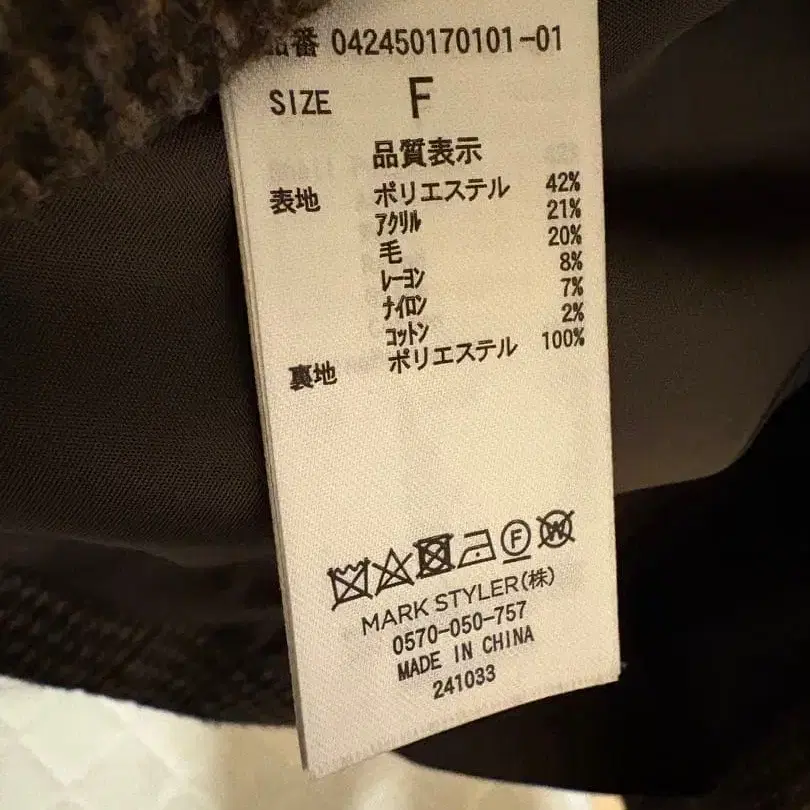 品番 042450170101-01
SIZE F
品質表示
表地 ポリエステル 42%
アクリル 21%
毛 20%
レーヨン 8%
ナイロン 7%
コットン 2%
裏地 ポリエステル 100%
F W
MARK STYLER(株)
0570-050-757
MADE IN CHINA
241033